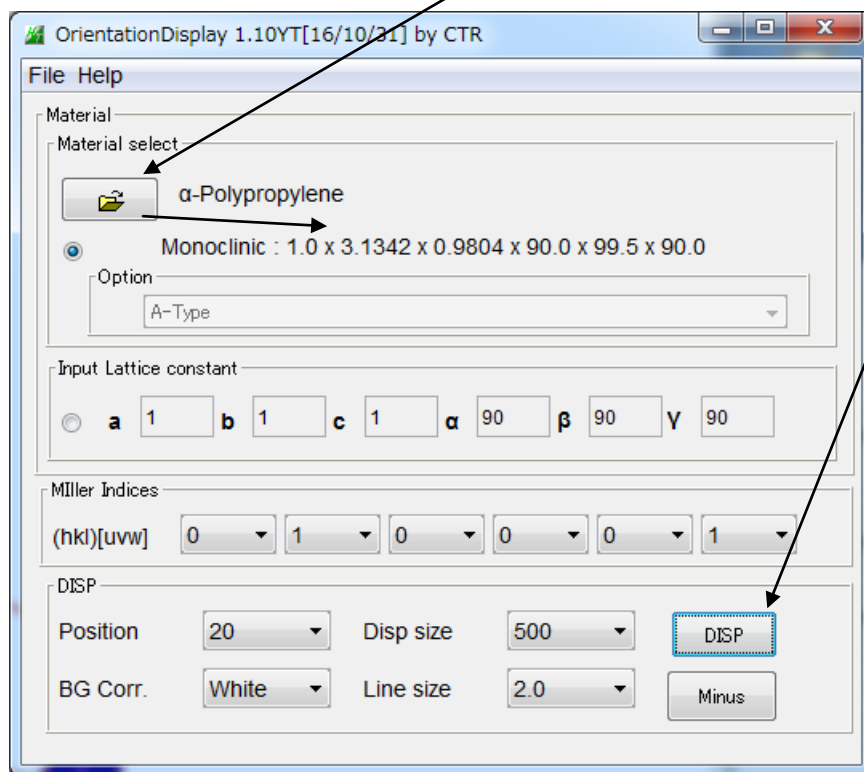 OrientationDisplay 1.10YT[16/10/31] by CTR
File Help
Material
Material select
α-Polypropylene
Monoclinic : 1.0 x 3.1342 x 0.9804 x 90.0 x 99.5 x 90.0
Option
A-Type
Input Lattice constant
a 1 b 1 c 1 α 90 β 90 γ 90
MIller Indices
(hkl)[uvw] 0 1 0 0 0 1
DISP
Position 20 Disp size 500 DISP
BG Corr. White Line size 2.0 Minus